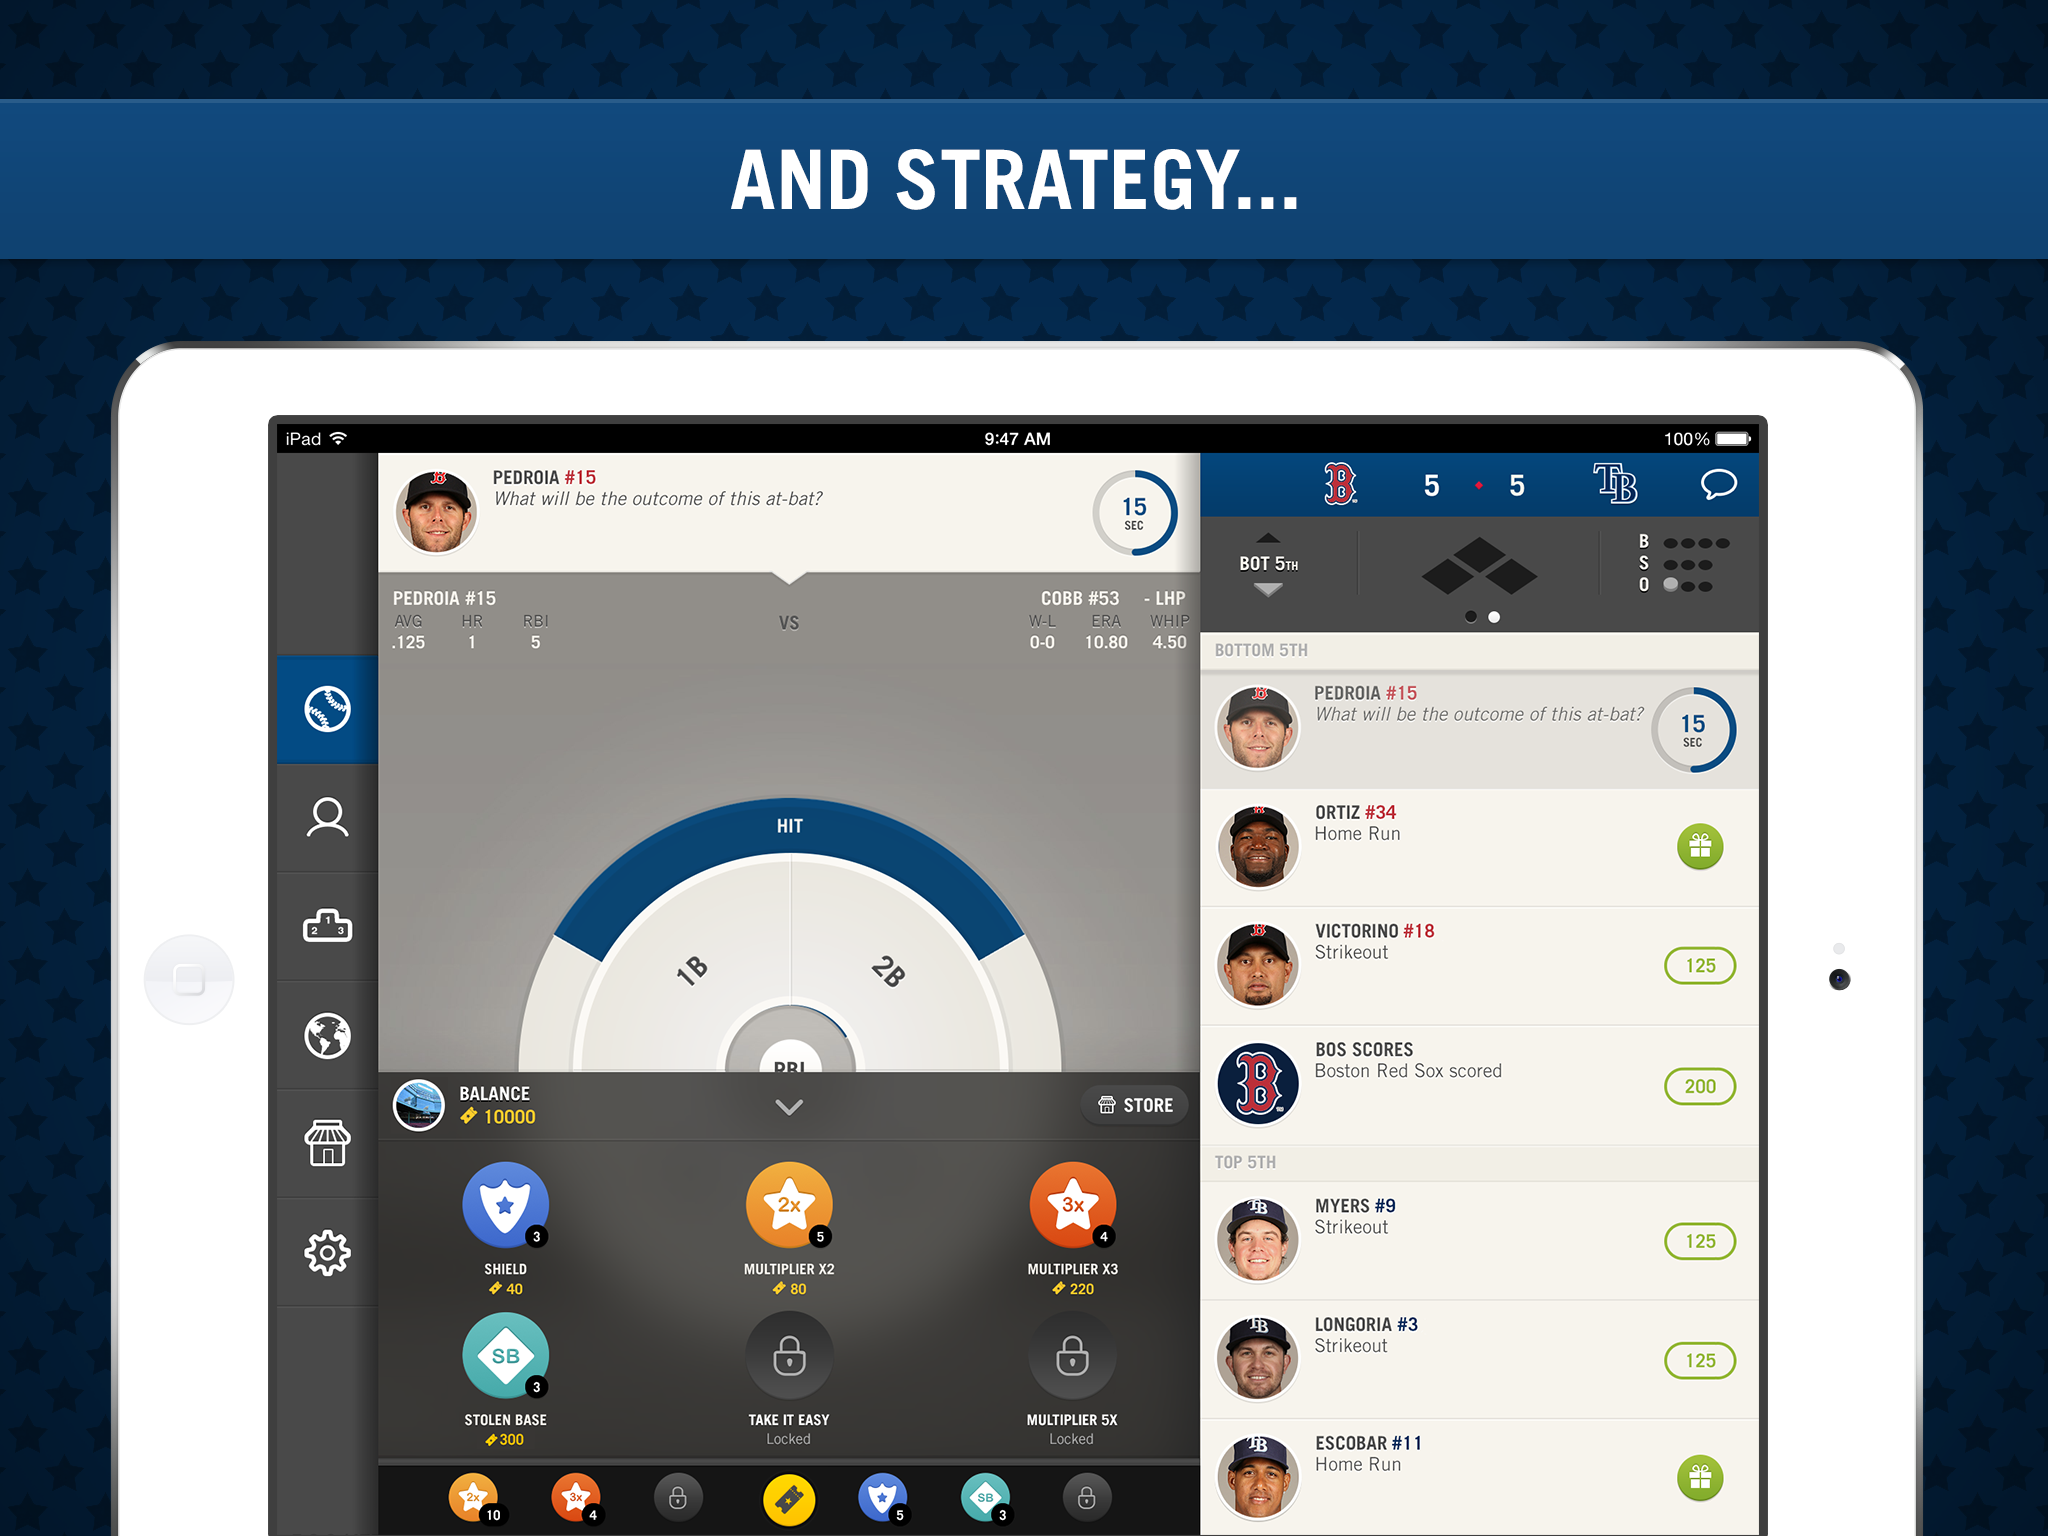 AND STRATEGY...
iPad
9:47 AM
100%
PEDROIA #15
What will be the outcome of this at-bat?
15
SEC
PEDROIA #15
AVG HR RBI
.125 1 5
VS
COBB #53 - LHP
W-L ERA WHIP
0-0 10.80 4.50
HIT
1B
2B
RBI
BALANCE
10000
STORE
3
SHIELD
40
2x
5
MULTIPLIER X2
80
3x
4
MULTIPLIER X3
220
SB
3
STOLEN BASE
300
TAKE IT EASY
Locked
MULTIPLIER 5X
Locked
2x
10
3x
4
5
SB
3
1
2 3
B 5 5 TB
BOT 5TH
B
S
O
BOTTOM 5TH
PEDROIA #15
What will be the outcome of this at-bat?
15
SEC
ORTIZ #34
Home Run
VICTORINO #18
Strikeout
125
B
BOS SCORES
Boston Red Sox scored
200
TOP 5TH
MYERS #9
Strikeout
125
LONGORIA #3
Strikeout
125
ESCOBAR #11
Home Run